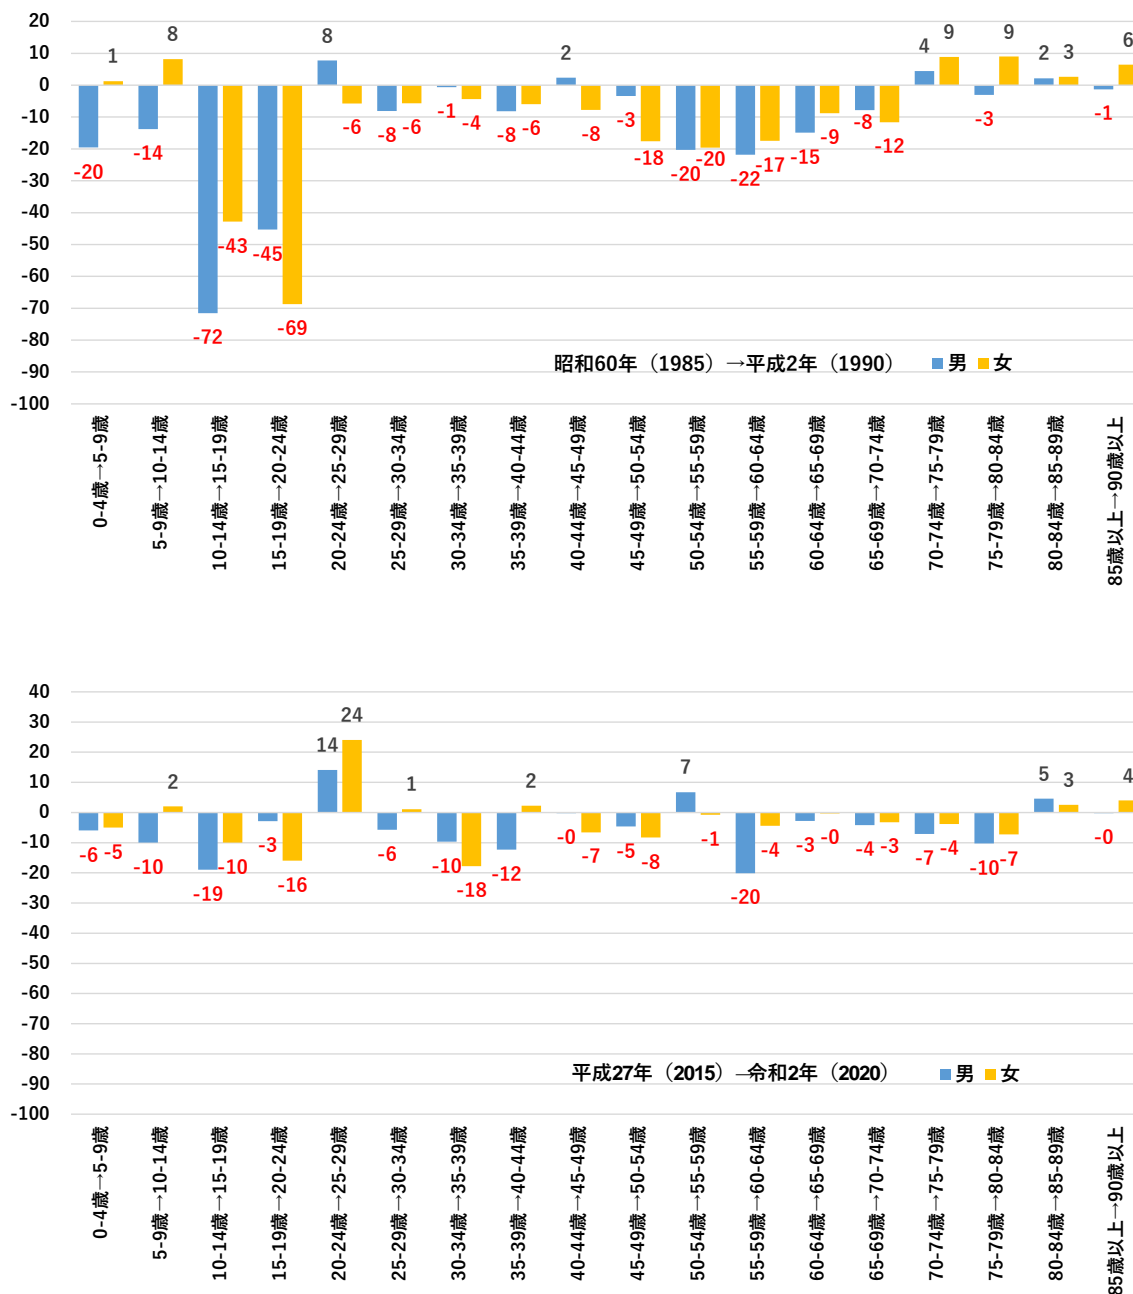 20
10
0
-10
-20
-30
-40
-50
-60
-70
-80
-90
-100
-20 1
-14 8
-72 -43
-45 -69
8 -6
-8 -6
-1 -4
-8 -6
2 -8
-3 -18
-20 -20
-22 -17
-15 -9
-8 -12
4 9
-3 9
2 3
-1 6
昭和60年（1985）→平成2年（1990） 男 女
0-4歳→5-9歳
5-9歳→10-14歳
10-14歳→15-19歳
15-19歳→20-24歳
20-24歳→25-29歳
25-29歳→30-34歳
30-34歳→35-39歳
35-39歳→40-44歳
40-44歳→45-49歳
45-49歳→50-54歳
50-54歳→55-59歳
55-59歳→60-64歳
60-64歳→65-69歳
65-69歳→70-74歳
70-74歳→75-79歳
75-79歳→80-84歳
80-84歳→85-89歳
85歳以上→90歳以上
40
30
20
10
0
-10
-20
-30
-40
-50
-60
-70
-80
-90
-100
-6 -5
-10 2
-19 -10
-3 -16
14 24
-6 1
-10 -18
-12 2
-0 -7
-5 -8
7 -1
-20 -4
-3 -0
-4 -3
-7 -4
-10 -7
5 3
-0 4
平成27年（2015）→令和2年（2020） 男 女
0-4歳→5-9歳
5-9歳→10-14歳
10-14歳→15-19歳
15-19歳→20-24歳
20-24歳→25-29歳
25-29歳→30-34歳
30-34歳→35-39歳
35-39歳→40-44歳
40-44歳→45-49歳
45-49歳→50-54歳
50-54歳→55-59歳
55-59歳→60-64歳
60-64歳→65-69歳
65-69歳→70-74歳
70-74歳→75-79歳
75-79歳→80-84歳
80-84歳→85-89歳
85歳以上→90歳以上